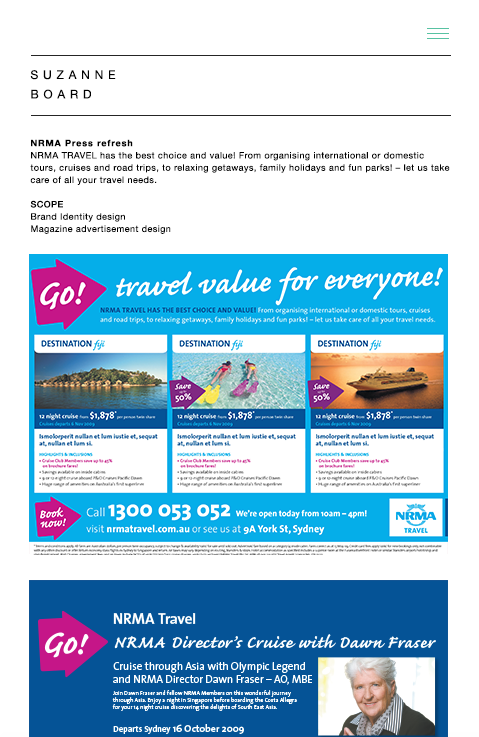 SUZANNE
BOARD
NRMA Press refresh
NRMA TRAVEL has the best choice and value! From organising international or domestic
tours, cruises and road trips, to relaxing getaways, family holidays and fun parks! – let us take
care of all your travel needs.
SCOPE
Brand Identity design
Magazine advertisement design
Go! travel value for everyone!
NRMA TRAVEL HAS THE BEST CHOICE AND VALUE! From organising international or domestic tours, cruises
and road trips, to relaxing getaways, family holidays and fun parks! – let us take care of all your travel needs.
DESTINATION fiji DESTINATION fiji DESTINATION fiji
Save 50% Save 50%
12 night cruise from $1,878* per person twin share 12 night cruise from $1,878* per person twin share 12 night cruise from $1,878* per person twin share
Cruises departs 6 Nov 2009 Cruises departs 6 Nov 2009 Cruises departs 6 Nov 2009
Ismolorperit nullan et lum iustie et, sequat Ismolorperit nullan et lum iustie et, sequat Ismolorperit nullan et lum iustie et, sequat
at, nullan et lum si. at, nullan et lum si. at, nullan et lum si.
HIGHLIGHTS & INCLUSIONS HIGHLIGHTS & INCLUSIONS HIGHLIGHTS & INCLUSIONS
• Cruise Club Members save up to 45% • Cruise Club Members save up to 45% • Cruise Club Members save up to 45%
on brochure fares! on brochure fares! on brochure fares!
• Savings available on inside cabins • Savings available on inside cabins • Savings available on inside cabins
• 9 or 12 night cruise aboard P&O Cruises Pacific Dawn • 9 or 12 night cruise aboard P&O Cruises Pacific Dawn • 9 or 12 night cruise aboard P&O Cruises Pacific Dawn
• Huge range of amenities on Australia's first superliner • Huge range of amenities on Australia's first superliner • Huge range of amenities on Australia's first superliner
Book now! Call 1300 053 052 We're open today from 10am – 4pm!
visit nrmatravel.com.au or see us at 9A York St, Sydney
NRMA
TRAVEL
NRMA Travel
Go! NRMA Director's Cruise with Dawn Fraser
Cruise through Asia with Olympic Legend
and NRMA Director Dawn Fraser – AO, MBE
Join Dawn Fraser and fellow NRMA Members on this wonderful journey
through Asia. Enjoy a night in Singapore before boarding the Costa Allegra
for your 14 night cruise discovering the delights of South East Asia.
Departs Sydney 16 October 2009